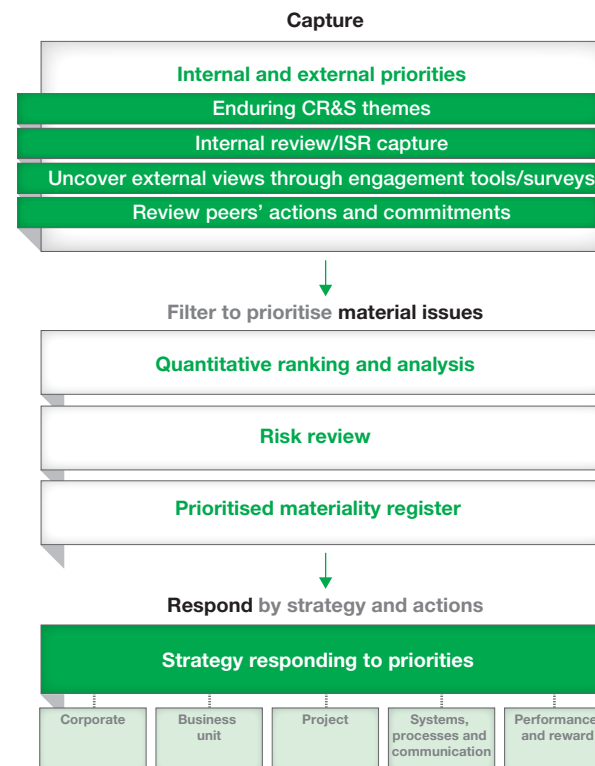 Capture
Internal and external priorities
Enduring CR&S themes
Internal review/ISR capture
Uncover external views through engagement tools/surveys
Review peers’ actions and commitments
Filter to prioritise material issues
Quantitative ranking and analysis
Risk review
Prioritised materiality register
Respond by strategy and actions
Strategy responding to priorities
Corporate
Business
unit
Project
Systems,
processes and
communication
Performance
and reward